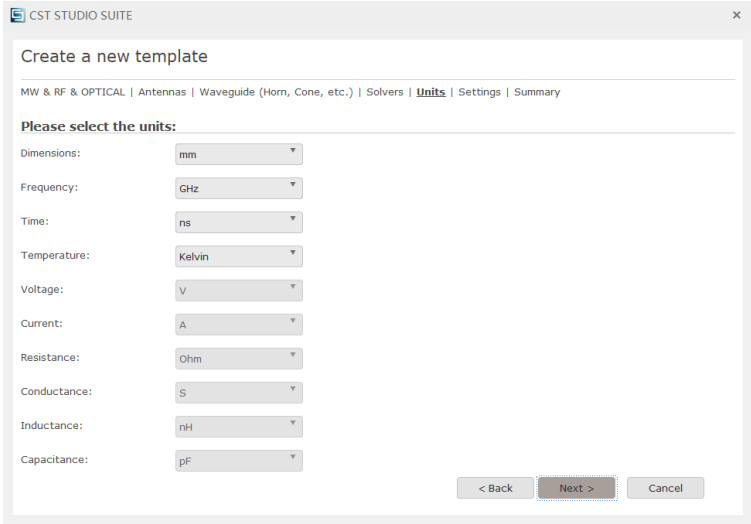 CST STUDIO SUITE
Create a new template
MW & RF & OPTICAL | Antennas | Waveguide (Horn, Cone, etc.) | Solvers | Units | Settings | Summary
Please select the units:
Dimensions: mm
Frequency: GHz
Time: ns
Temperature: Kelvin
Voltage: V
Current: A
Resistance: Ohm
Conductance: S
Inductance: nH
Capacitance: pF
< Back Next > Cancel